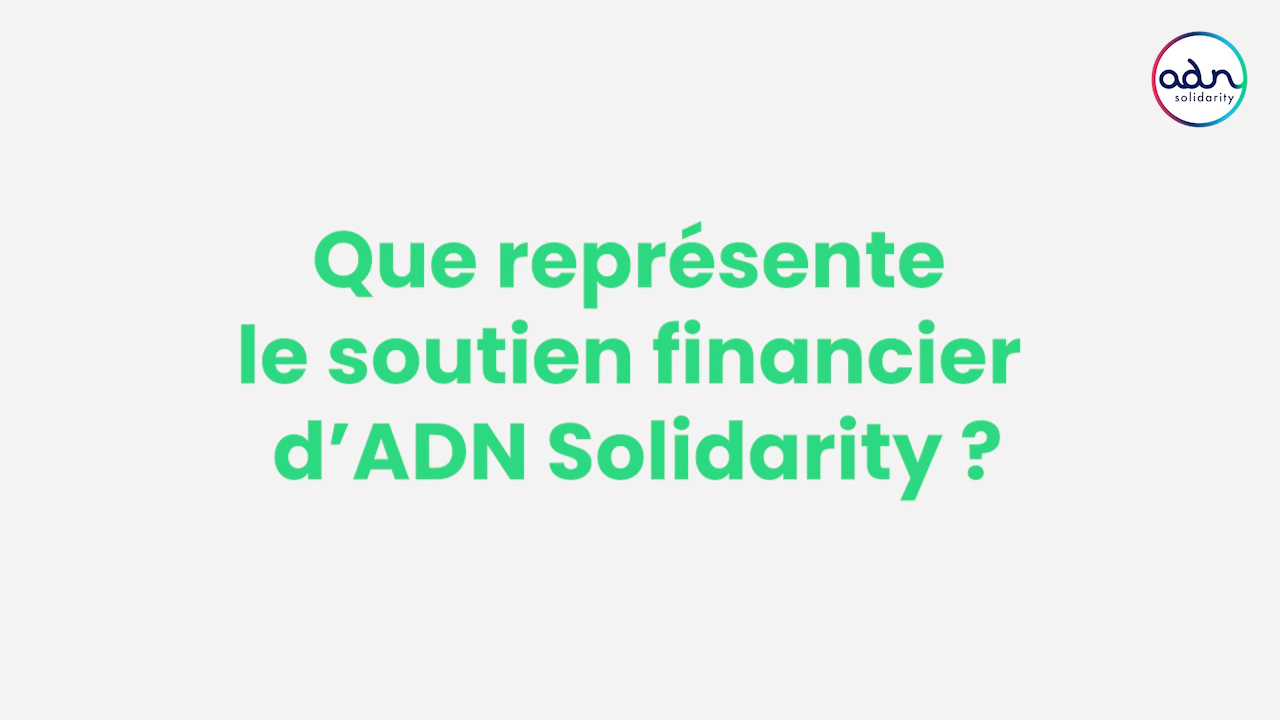 adn
solidarity
Que représente
le soutien financier
d’ADN Solidarity ?